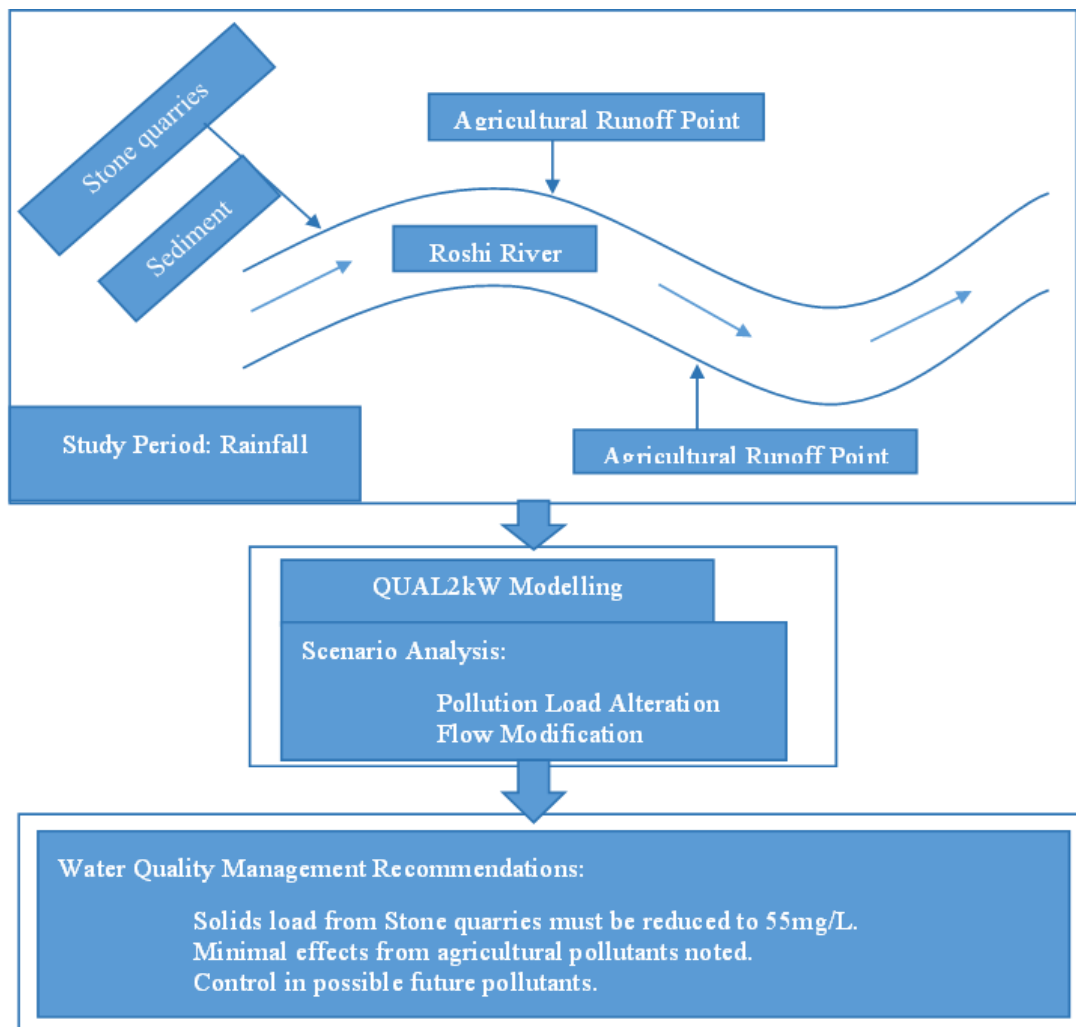 Stone quarries
Sediment
Agricultural Runoff Point
Roshi River
Agricultural Runoff Point
Study Period: Rainfall
QUAL2kW Modelling
Scenario Analysis:
Pollution Load Alteration
Flow Modification
Water Quality Management Recommendations:
Solids load from Stone quarries must be reduced to 55mg/L.
Minimal effects from agricultural pollutants noted.
Control in possible future pollutants.